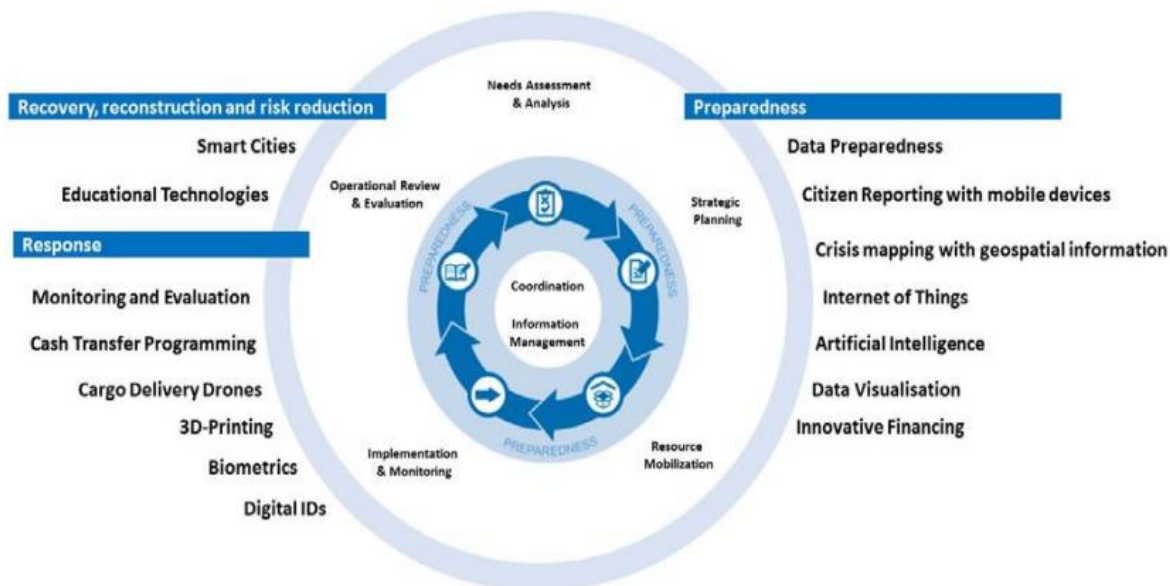 Needs Assessment
& Analysis
Recovery, reconstruction and risk reduction
Smart Cities
Educational Technologies
Response
Monitoring and Evaluation
Cash Transfer Programming
Cargo Delivery Drones
3D-Printing
Biometrics
Digital IDs
Operational Review
& Evaluation
Implementation
& Monitoring
PREPAREDNESS
PREPAREDNESS
PREPAREDNESS
Coordination
Information
Management
Strategic
Planning
Resource
Mobilization
Preparedness
Data Preparedness
Citizen Reporting with mobile devices
Crisis mapping with geospatial information
Internet of Things
Artificial Intelligence
Data Visualisation
Innovative Financing